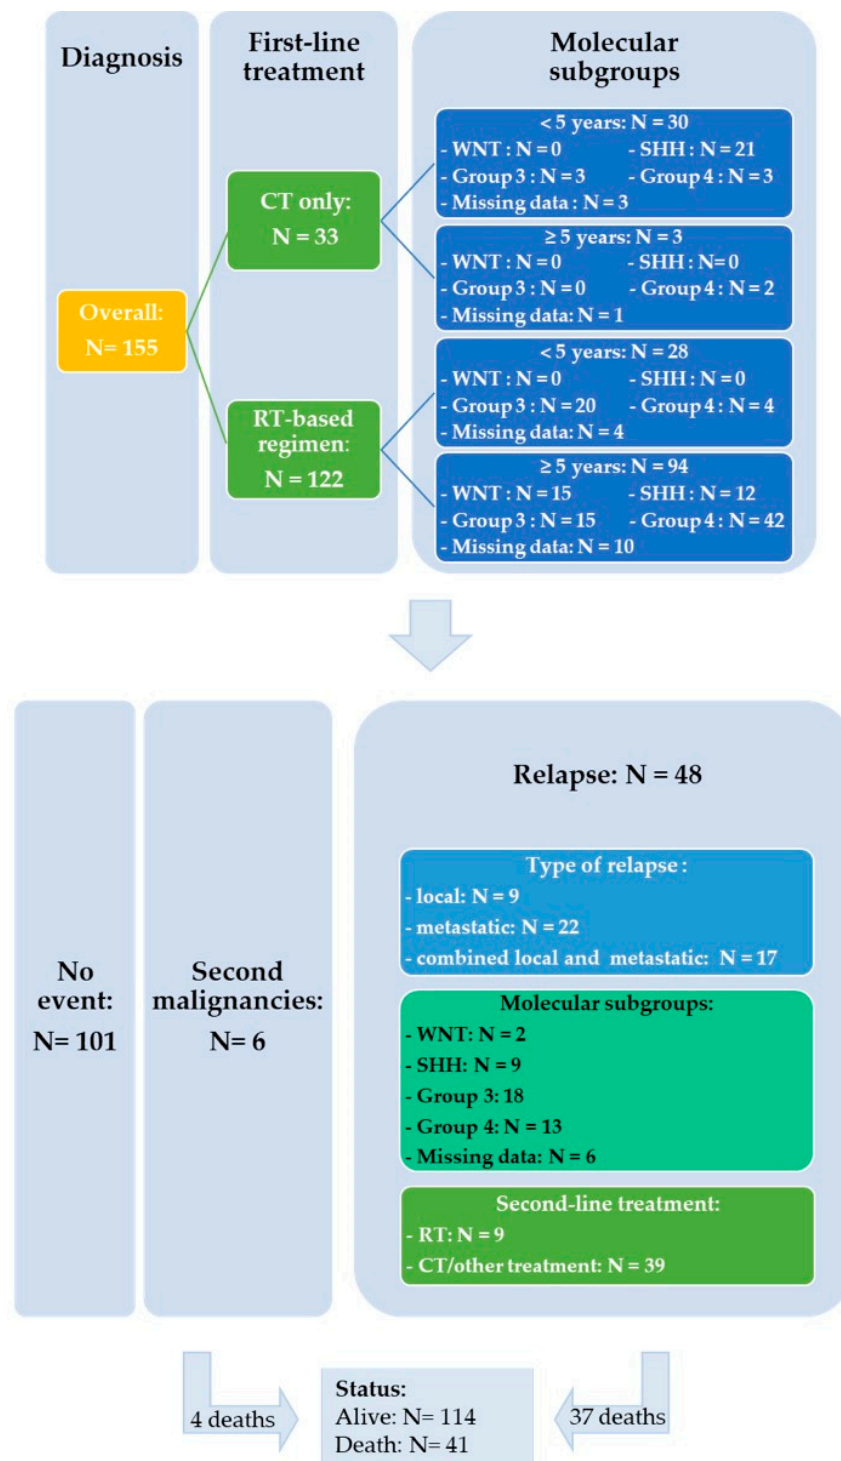 Diagnosis
First-line
treatment
Molecular
subgroups
Overall:
N= 155
CT only:
N = 33
RT-based
regimen:
N = 122
< 5 years: N = 30
- WNT : N = 0 - SHH : N = 21
- Group 3 : N = 3 - Group 4 : N = 3
- Missing data : N = 3
≥ 5 years: N = 3
- WNT : N = 0 - SHH : N= 0
- Group 3 : N = 0 - Group 4 : N = 2
- Missing data: N = 1
< 5 years: N = 28
- WNT : N = 0 - SHH : N = 0
- Group 3 : N = 20 - Group 4 : N = 4
- Missing data: N = 4
≥ 5 years: N = 94
- WNT : N = 15 - SHH : N = 12
- Group 3 : N = 15 - Group 4 : N = 42
- Missing data: N = 10
No
event:
N= 101
Second
malignancies:
N= 6
Relapse: N = 48
Type of relapse :
- local: N = 9
- metastatic: N = 22
- combined local and metastatic: N = 17
Molecular subgroups:
- WNT: N = 2
- SHH: N = 9
- Group 3: 18
- Group 4: N = 13
- Missing data: N = 6
Second-line treatment:
- RT: N = 9
- CT/other treatment: N = 39
4 deaths
Status:
Alive: N= 114
Death: N= 41
37 deaths